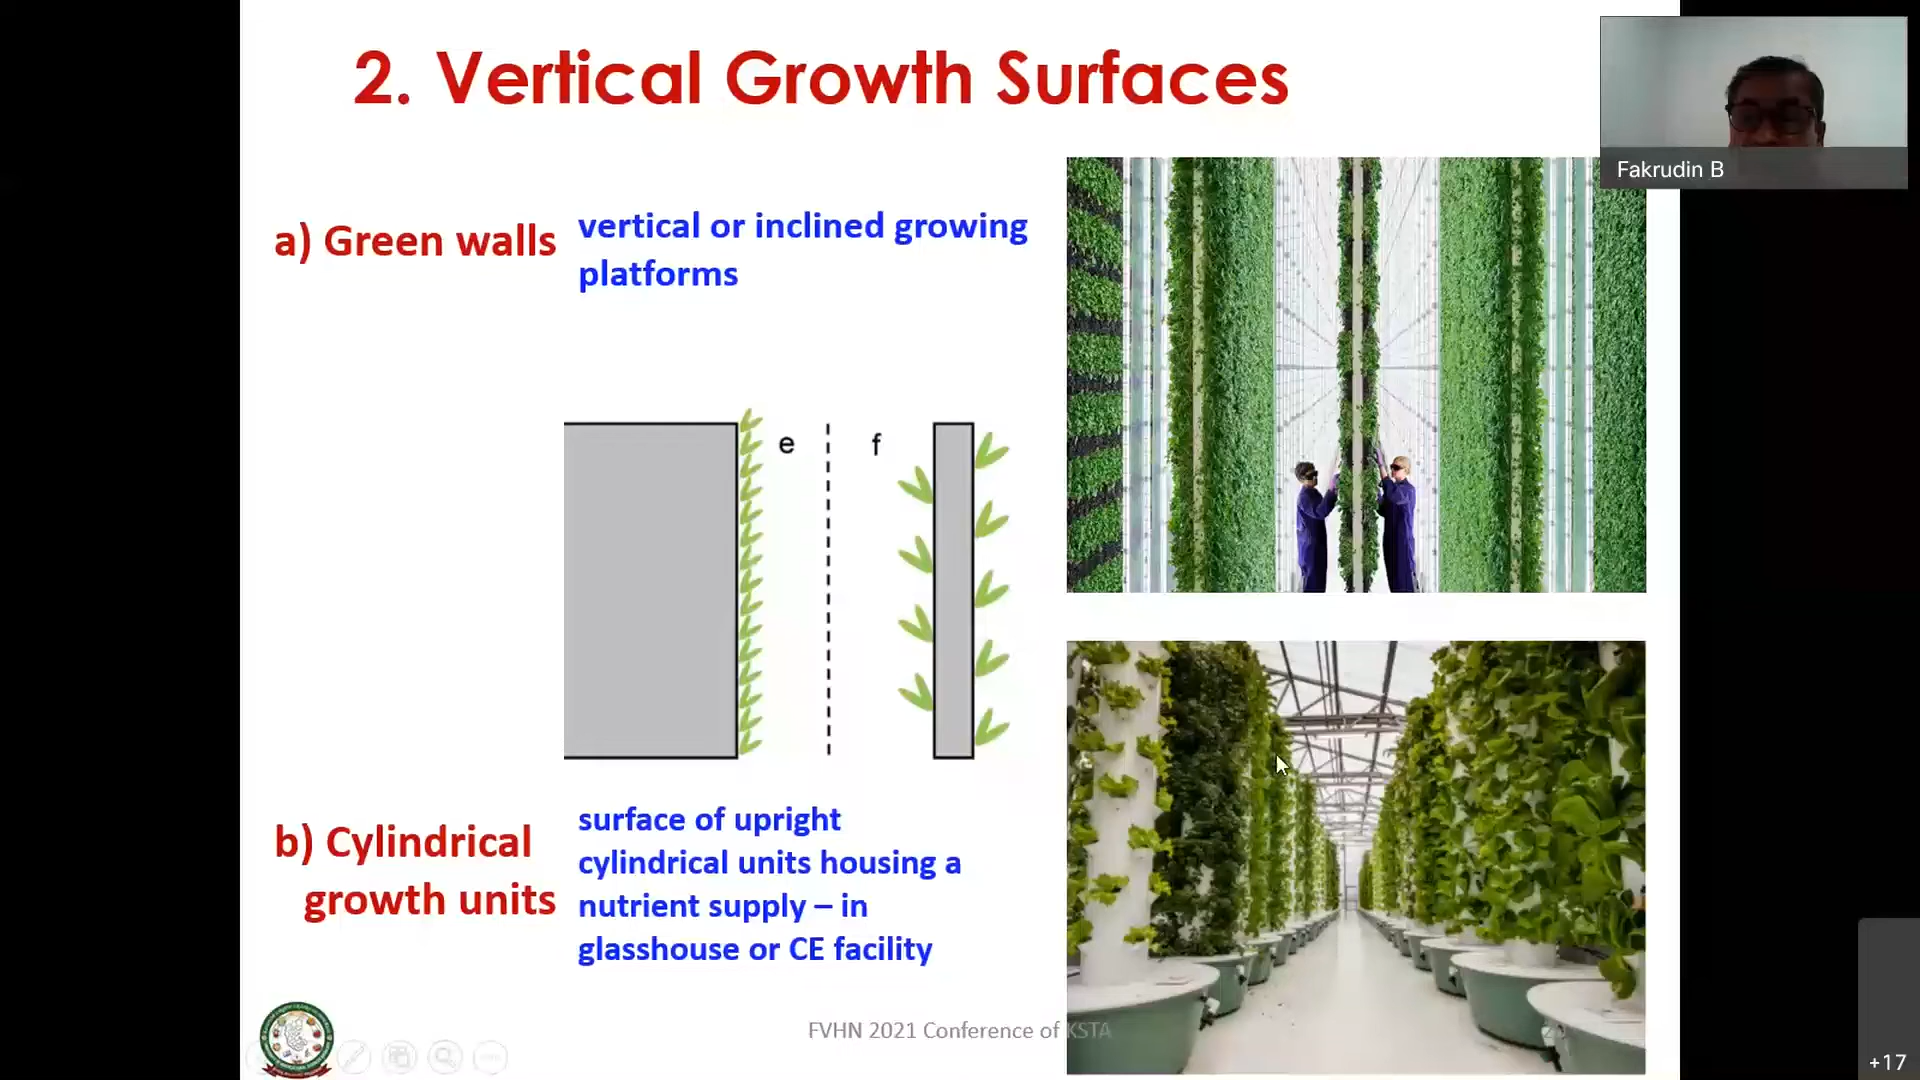 2. Vertical Growth Surfaces
Fakrudin B
a) Green walls
vertical or inclined growing
platforms
e
f
b) Cylindrical
growth units
surface of upright
cylindrical units housing a
nutrient supply – in
glasshouse or CE facility
FVHN 2021 Conference of KSTA
+17